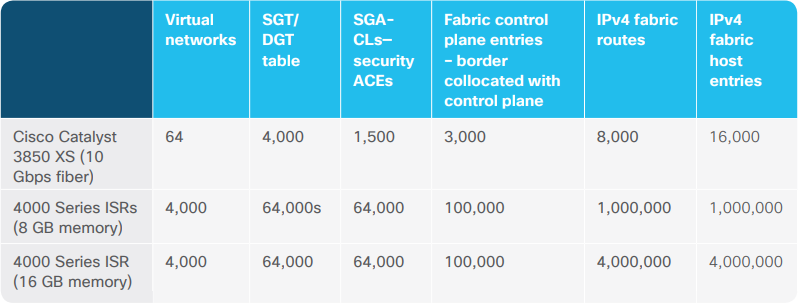 Virtual networks
SGT/
DGT
table
SGA-
CLs—
security
ACEs
Fabric control
plane entries
– border
collocated with
control plane
IPv4 fabric
routes
IPv4
fabric
host
entries
Cisco Catalyst
3850 XS (10
Gbps fiber)
64
4,000
1,500
3,000
8,000
16,000
4000 Series ISRs
(8 GB memory)
4,000
64,000s
64,000
100,000
1,000,000
1,000,000
4000 Series ISR
(16 GB memory)
4,000
64,000
64,000
100,000
4,000,000
4,000,000